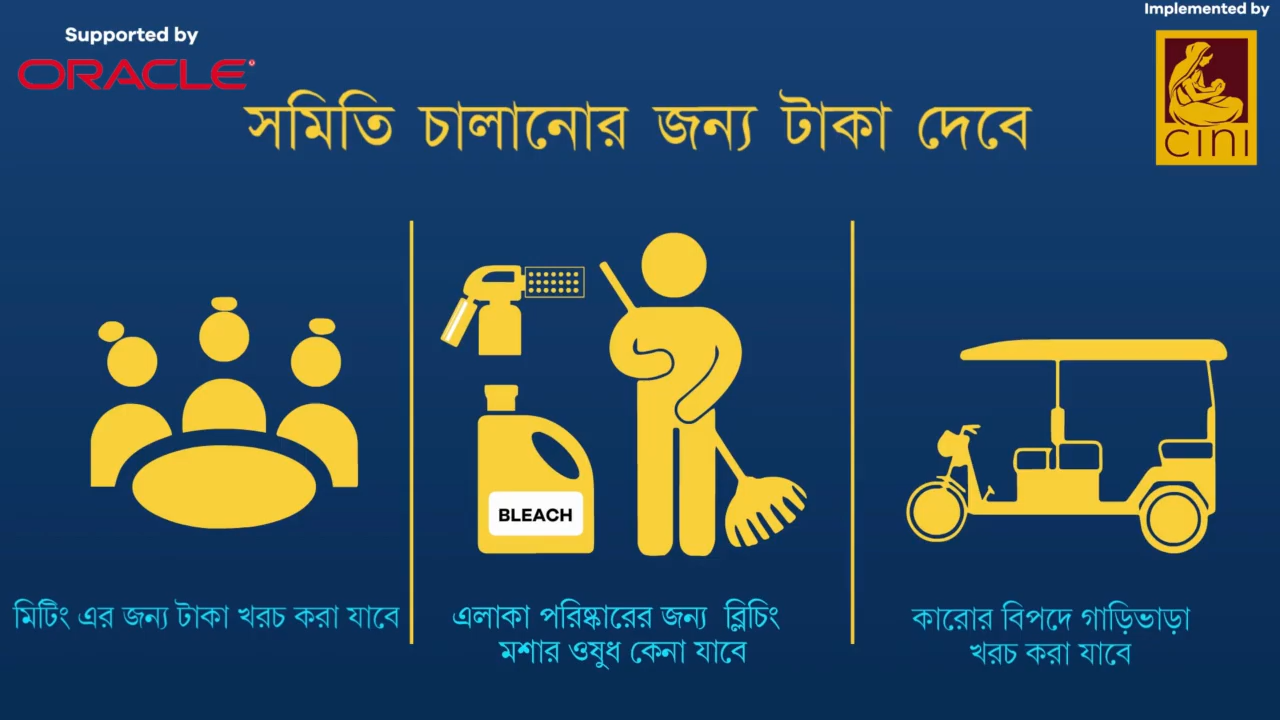 Implemented by
Supported by
ORACLE
CINI
সমিতি চালানোর জন্য টাকা দেবে
BLEACH
মিটিং এর জন্য টাকা খরচ করা যাবে
এলাকা পরিষ্কারের জন্য ব্লিচিং
মশার ওষুধ কেনা যাবে
কারোর বিপদে গাড়িভাড়া
খরচ করা যাবে